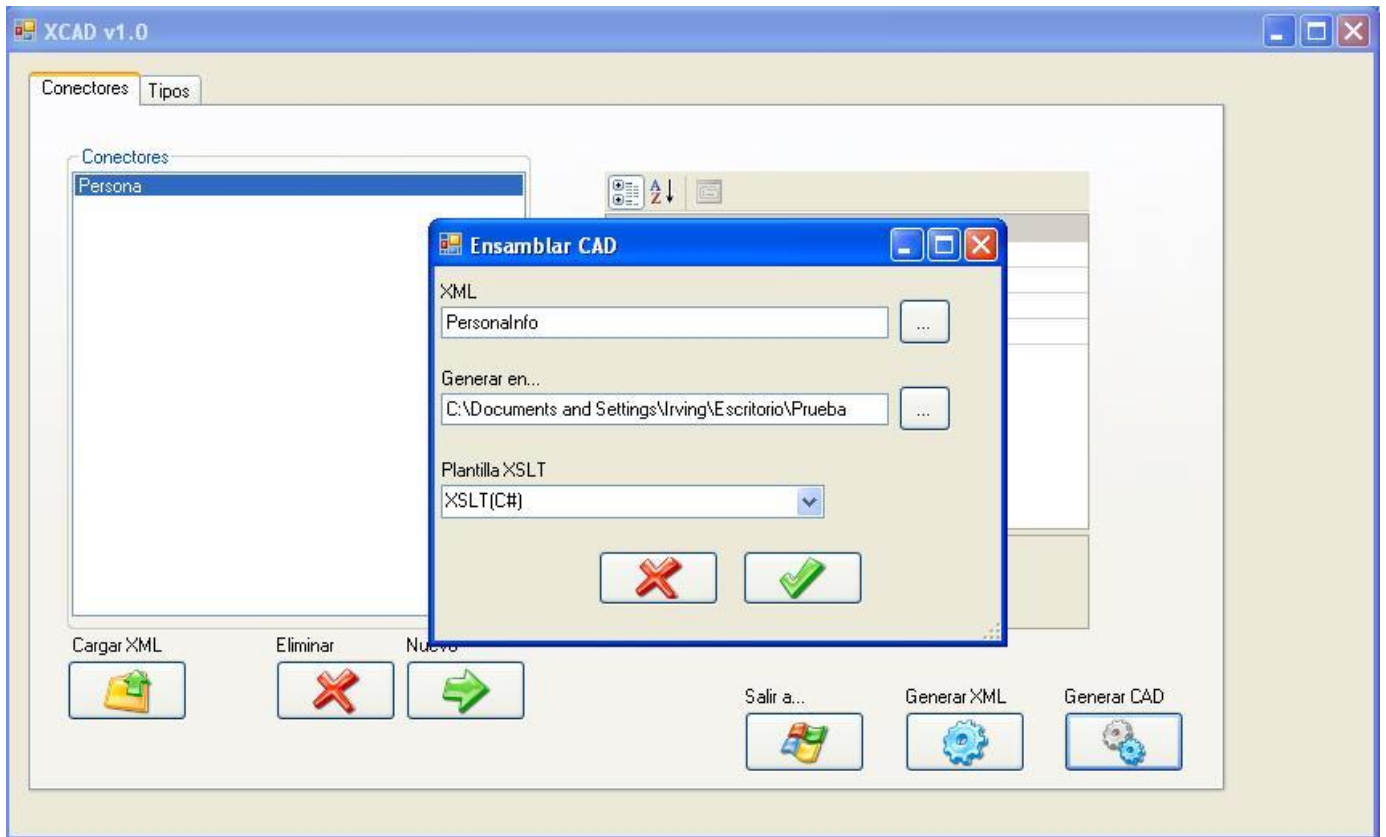 XCAD v1.0
Conectores
Tipos
Conectores
Persona
Ensamblar CAD
XML
PersonaInfo
...
Generar en...
C:\Documents and Settings\Irving\Escritorio\Prueba
...
Plantilla XSLT
XSLT(C#)
Cargar XML
Eliminar
Nuevo
Salir a...
Generar XML
Generar CAD